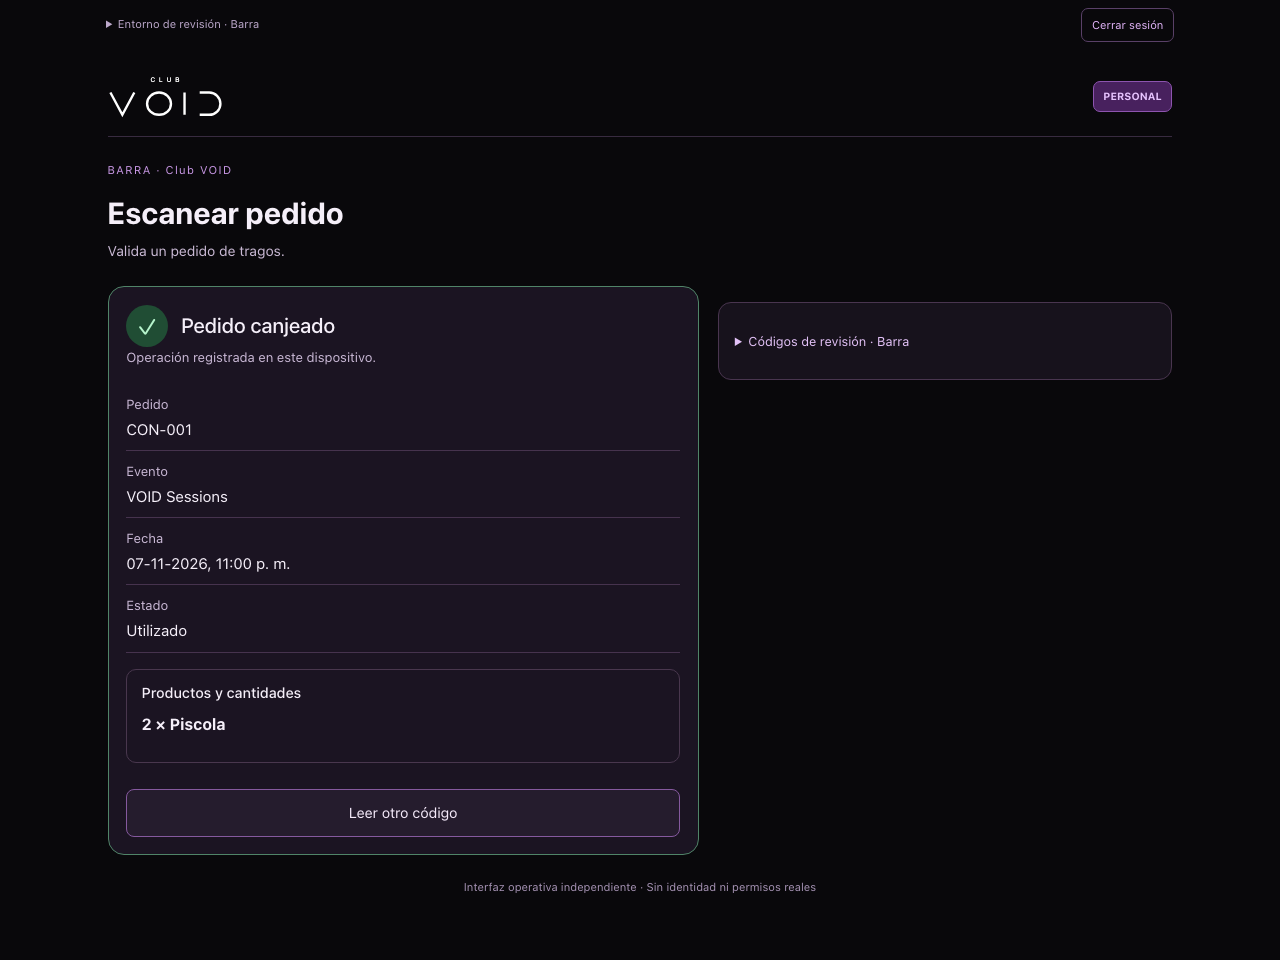 Entorno de revisión · Barra
Cerrar sesión
CLUB
VOID
PERSONAL
BARRA · Club VOID
Escanear pedido
Valida un pedido de tragos.
Pedido canjeado
Operación registrada en este dispositivo.
Pedido
CON-001
Evento
VOID Sessions
Fecha
07-11-2026, 11:00 p. m.
Estado
Utilizado
Productos y cantidades
2 × Piscola
Leer otro código
Códigos de revisión · Barra
Interfaz operativa independiente · Sin identidad ni permisos reales